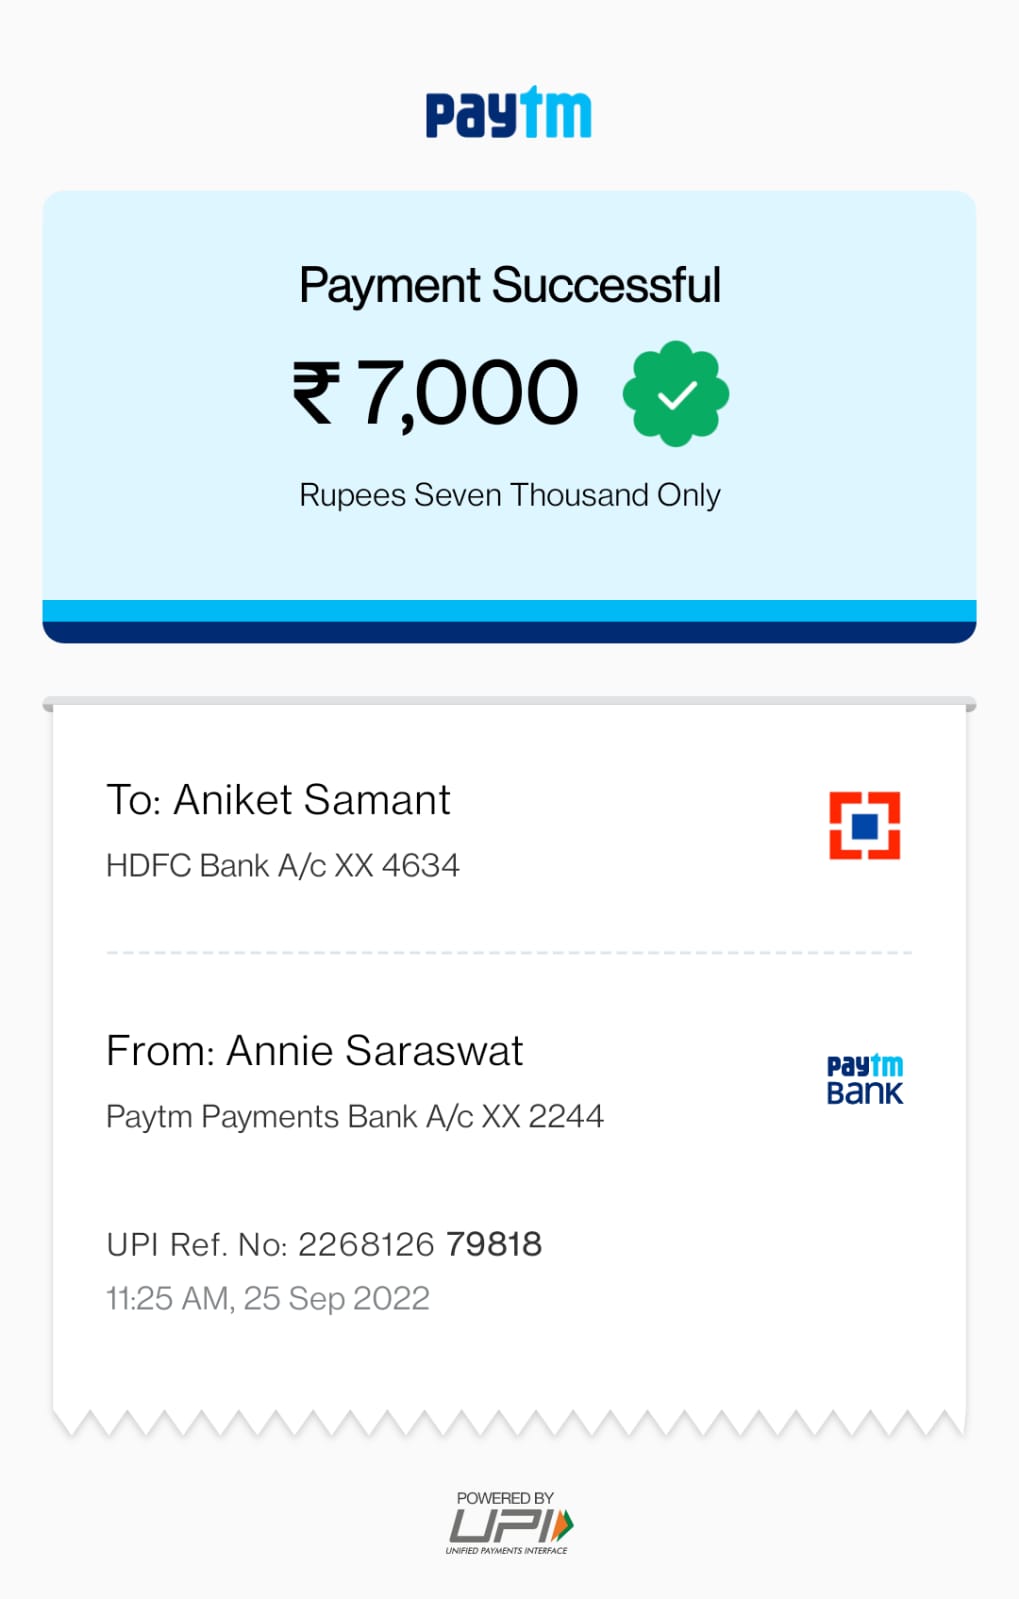 paytm
Payment Successful
₹ 7,000
Rupees Seven Thousand Only
To: Aniket Samant
HDFC Bank A/c XX 4634
From: Annie Saraswat
paytm
BANK
Paytm Payments Bank A/c XX 2244
UPI Ref. No: 2268126 79818
11:25 AM, 25 Sep 2022
POWERED BY
UPI
UNIFIED PAYMENTS INTERFACE